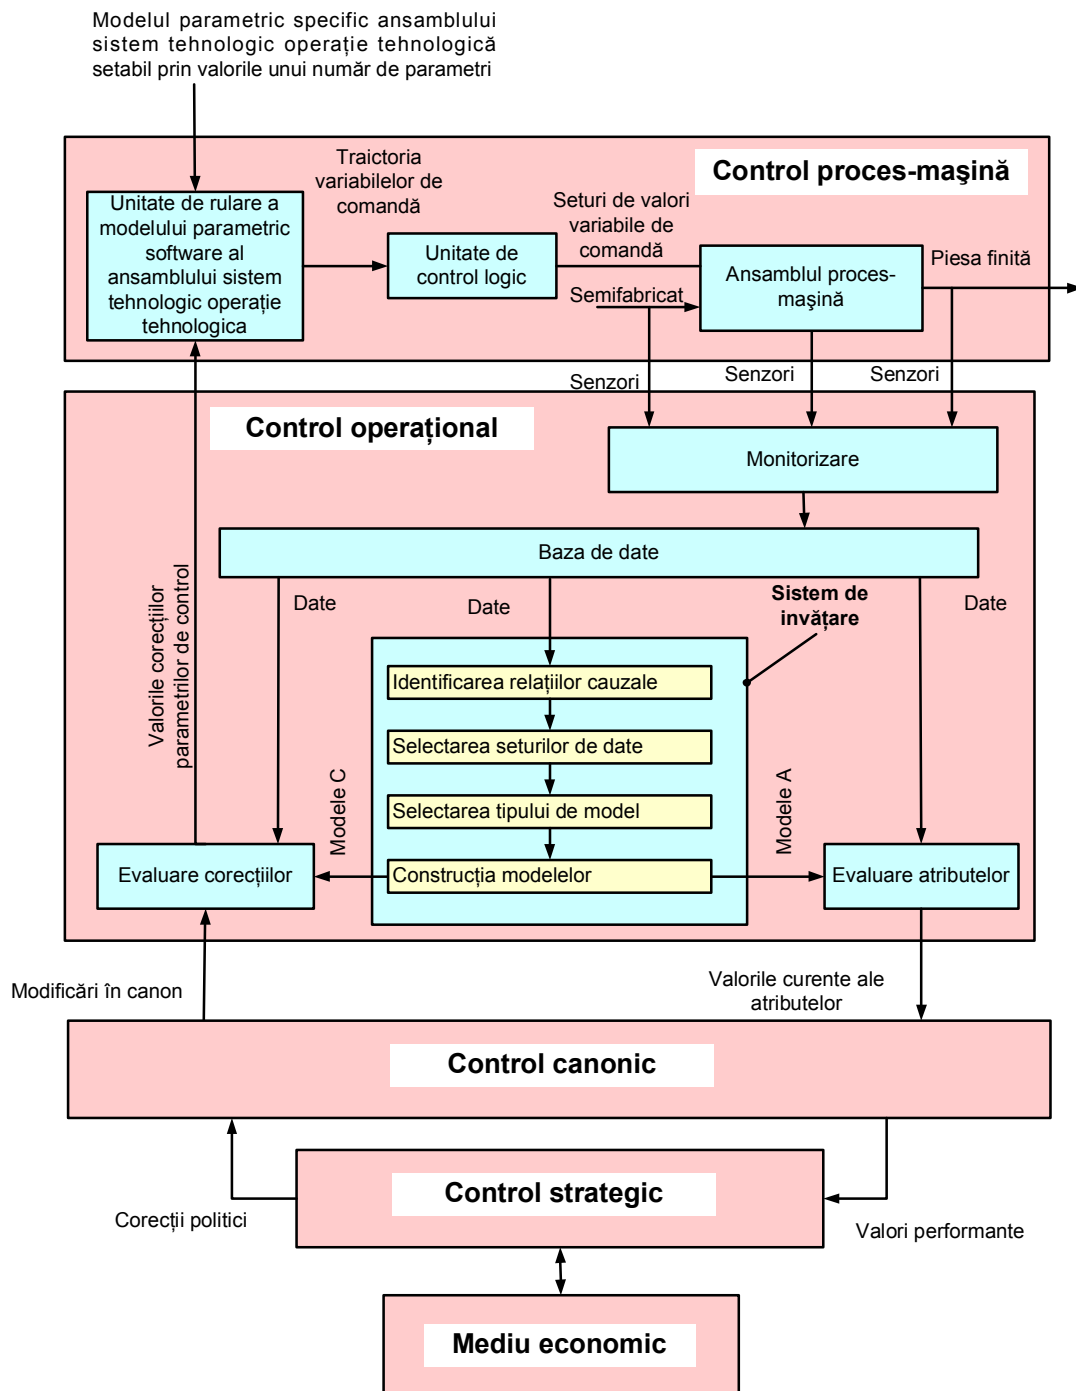 Modelul parametric specific ansamblului
sistem tehnologic operație tehnologică
setabil prin valorile unui număr de parametri
Control proces-maşină
Traictoria
variabilelor de
comandă
Unitate de rulare a
modelului parametric
software al
ansamblului sistem
tehnologic operație
tehnologica
Unitate de
control logic
Seturi de valori
variabile de
comandă
Semifabricat
Ansamblul proces-
maşină
Piesa finită
Senzori
Senzori
Senzori
Control operațional
Monitorizare
Baza de date
Valorile corecțiilor
parametrilor de control
Date
Date
Sistem de
invățare
Date
Identificarea relațiilor cauzale
Selectarea seturilor de date
Selectarea tipului de model
Construcția modelelor
Modele C
Modele A
Evaluare corecțiilor
Evaluare atributelor
Modificări în canon
Valorile curente ale
atributelor
Control canonic
Control strategic
Corecții politici
Valori performante
Mediu economic